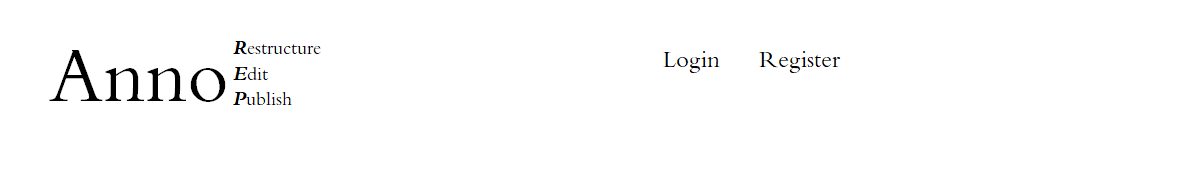 Anno
Restructure
Edit
Publish
Login Register